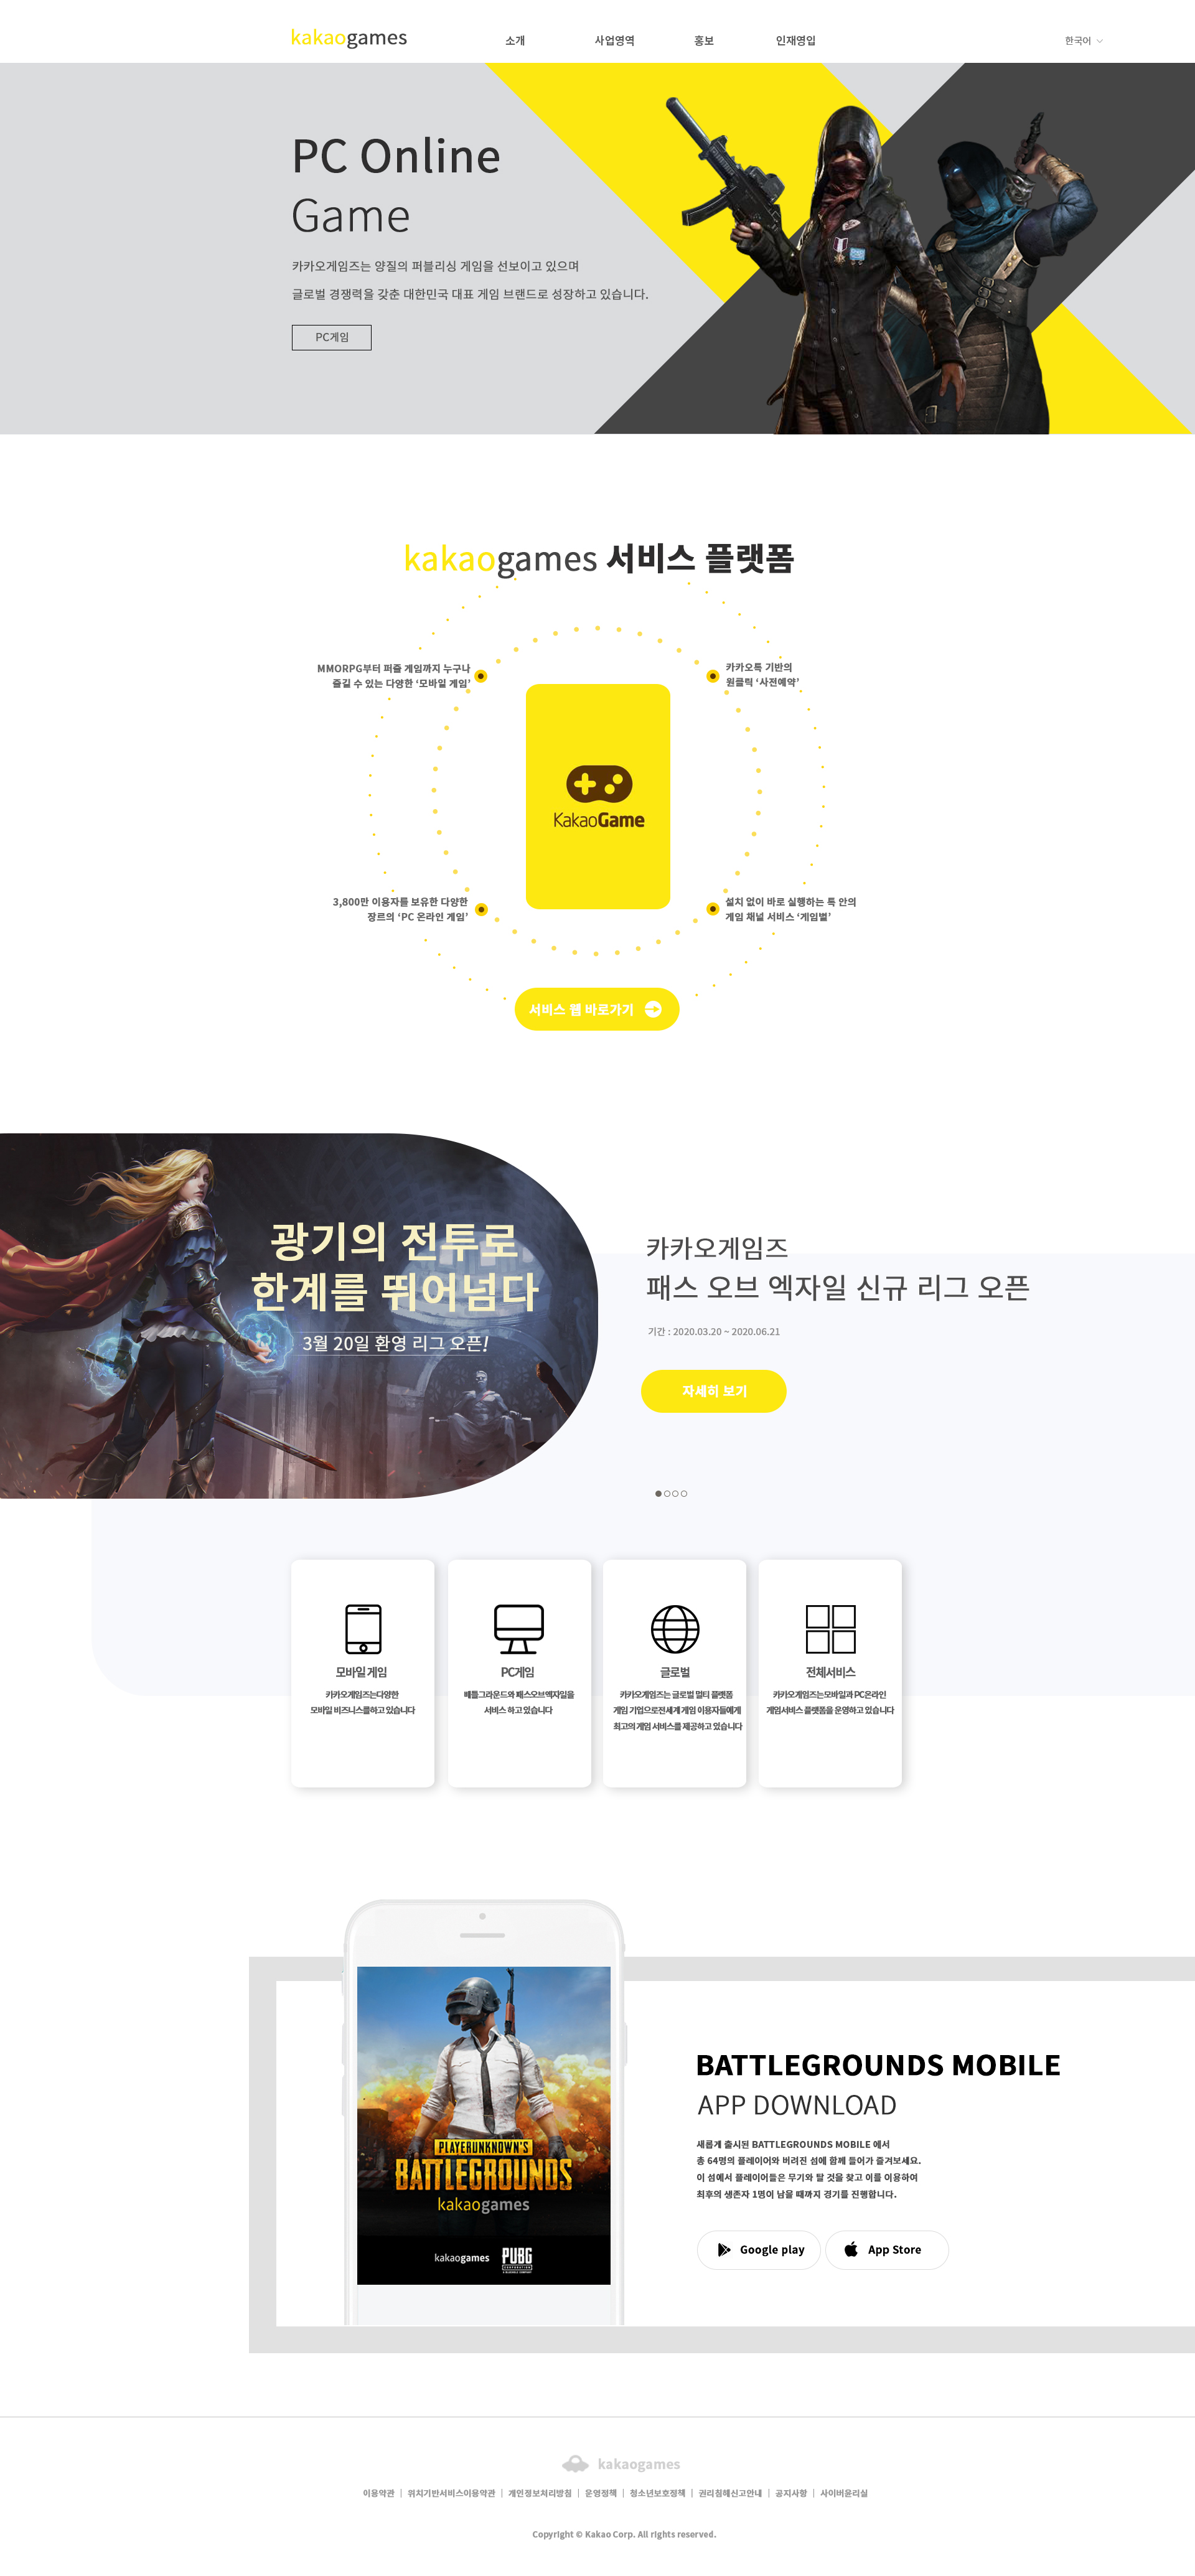 kakaogames
소개
사업영역
홍보
인재영입
한국어
PC Online
Game
카카오게임즈는 양질의 퍼블리싱 게임을 선보이고 있으며
글로벌 경쟁력을 갖춘 대한민국 대표 게임 브랜드로 성장하고 있습니다.
PC게임
kakaogames 서비스 플랫폼
MMORPG부터 퍼즐 게임까지 누구나
즐길 수 있는 다양한 ‘모바일 게임’
카카오톡 기반의
원클릭 ‘사전예약’
KakaoGame
3,800만 이용자를 보유한 다양한
장르의 ‘PC 온라인 게임’
설치 없이 바로 실행하는 톡 안의
게임 채널 서비스 ‘게임별’
서비스 웹 바로가기
광기의 전투로
한계를 뛰어넘다
3월 20일 환영 리그 오픈!
카카오게임즈
패스 오브 엑자일 신규 리그 오픈
기간 : 2020.03.20 ~ 2020.06.21
자세히 보기
모바일 게임
카카오게임즈는다양한
모바일 비즈니스를하고 있습니다
PC게임
배틀그라운드와 패스오브엑자일을
서비스 하고 있습니다
글로벌
카카오게임즈는 글로벌 멀티 플랫폼
게임 기업으로전세계 게임 이용자들에게
최고의 게임 서비스를 제공하고 있습니다
전체서비스
카카오게임즈는모바일과 PC온라인
게임서비스 플랫폼을 운영하고 있습니다
PLAYERUNKNOWN'S
BATTLEGROUNDS
kakaogames
kakaogames
PUBG
CORPORATION
BATTLEGROUNDS MOBILE
APP DOWNLOAD
새롭게 출시된 BATTLEGROUNDS MOBILE 에서
총 64명의 플레이어와 버려진 섬에 함께 들어가 즐겨보세요.
이 섬에서 플레이어들은 무기와 탈 것을 찾고 이를 이용하여
최후의 생존자 1명이 남을 때까지 경기를 진행합니다.
Google play
App Store
kakaogames
이용약관 | 위치기반서비스이용약관 | 개인정보처리방침 | 운영정책 | 청소년보호정책 | 권리침해신고안내 | 공지사항 | 사이버윤리실
Copyright © Kakao Corp. All rights reserved.